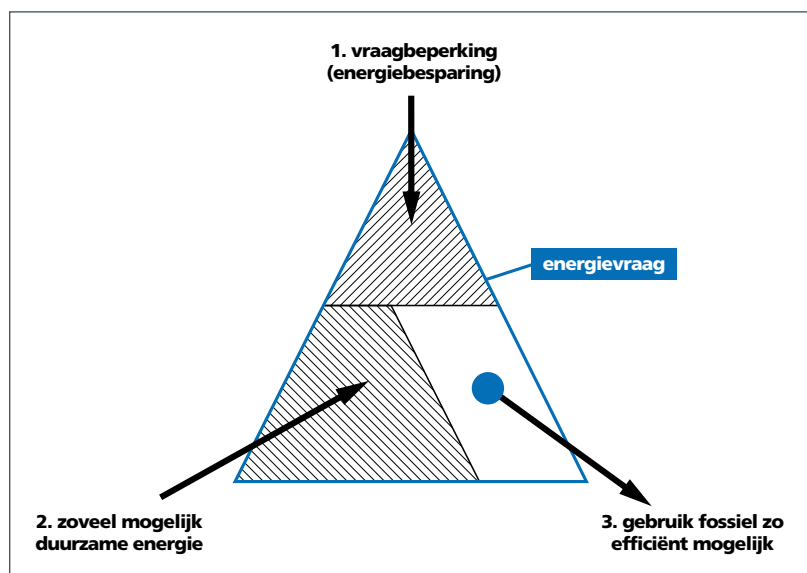 1. vraagbeperking
(energiebesparing)
energievraag
2. zoveel mogelijk
duurzame energie
3. gebruik fossiel zo
efficiënt mogelijk